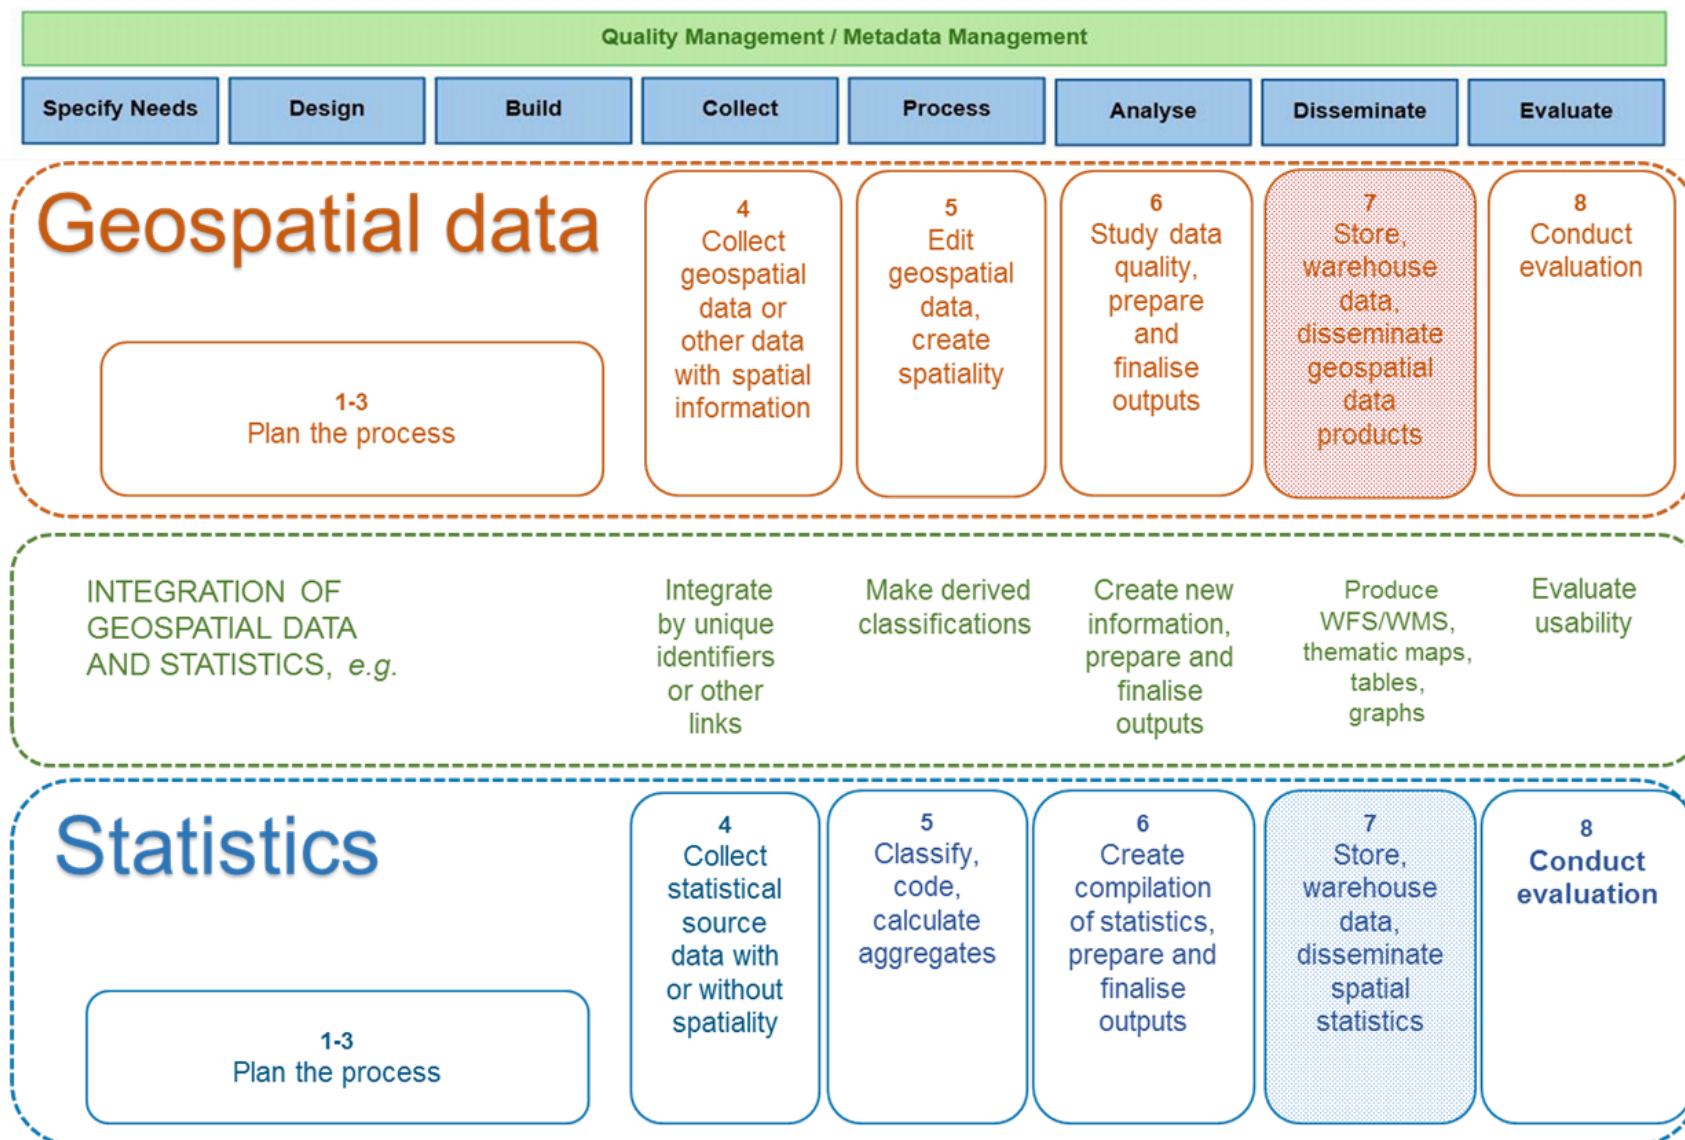 Quality Management / Metadata Management
Specify Needs
Design
Build
Collect
Process
Analyse
Disseminate
Evaluate
Geospatial data
1-3
Plan the process
4
Collect
geospatial
data or
other data
with spatial
information
5
Edit
geospatial
data,
create
spatiality
6
Study data
quality,
prepare
and
finalise
outputs
7
Store,
warehouse
data,
disseminate
geospatial
data
products
8
Conduct
evaluation
INTEGRATION OF
GEOSPATIAL DATA
AND STATISTICS, e.g.
Integrate
by unique
identifiers
or other
links
Make derived
classifications
Create new
information,
prepare and
finalise
outputs
Produce
WFS/WMS,
thematic maps,
tables,
graphs
Evaluate
usability
Statistics
1-3
Plan the process
4
Collect
statistical
source
data with
or without
spatiality
5
Classify,
code,
calculate
aggregates
6
Create
compilation
of statistics,
prepare and
finalise
outputs
7
Store,
warehouse
data,
disseminate
spatial
statistics
8
Conduct
evaluation